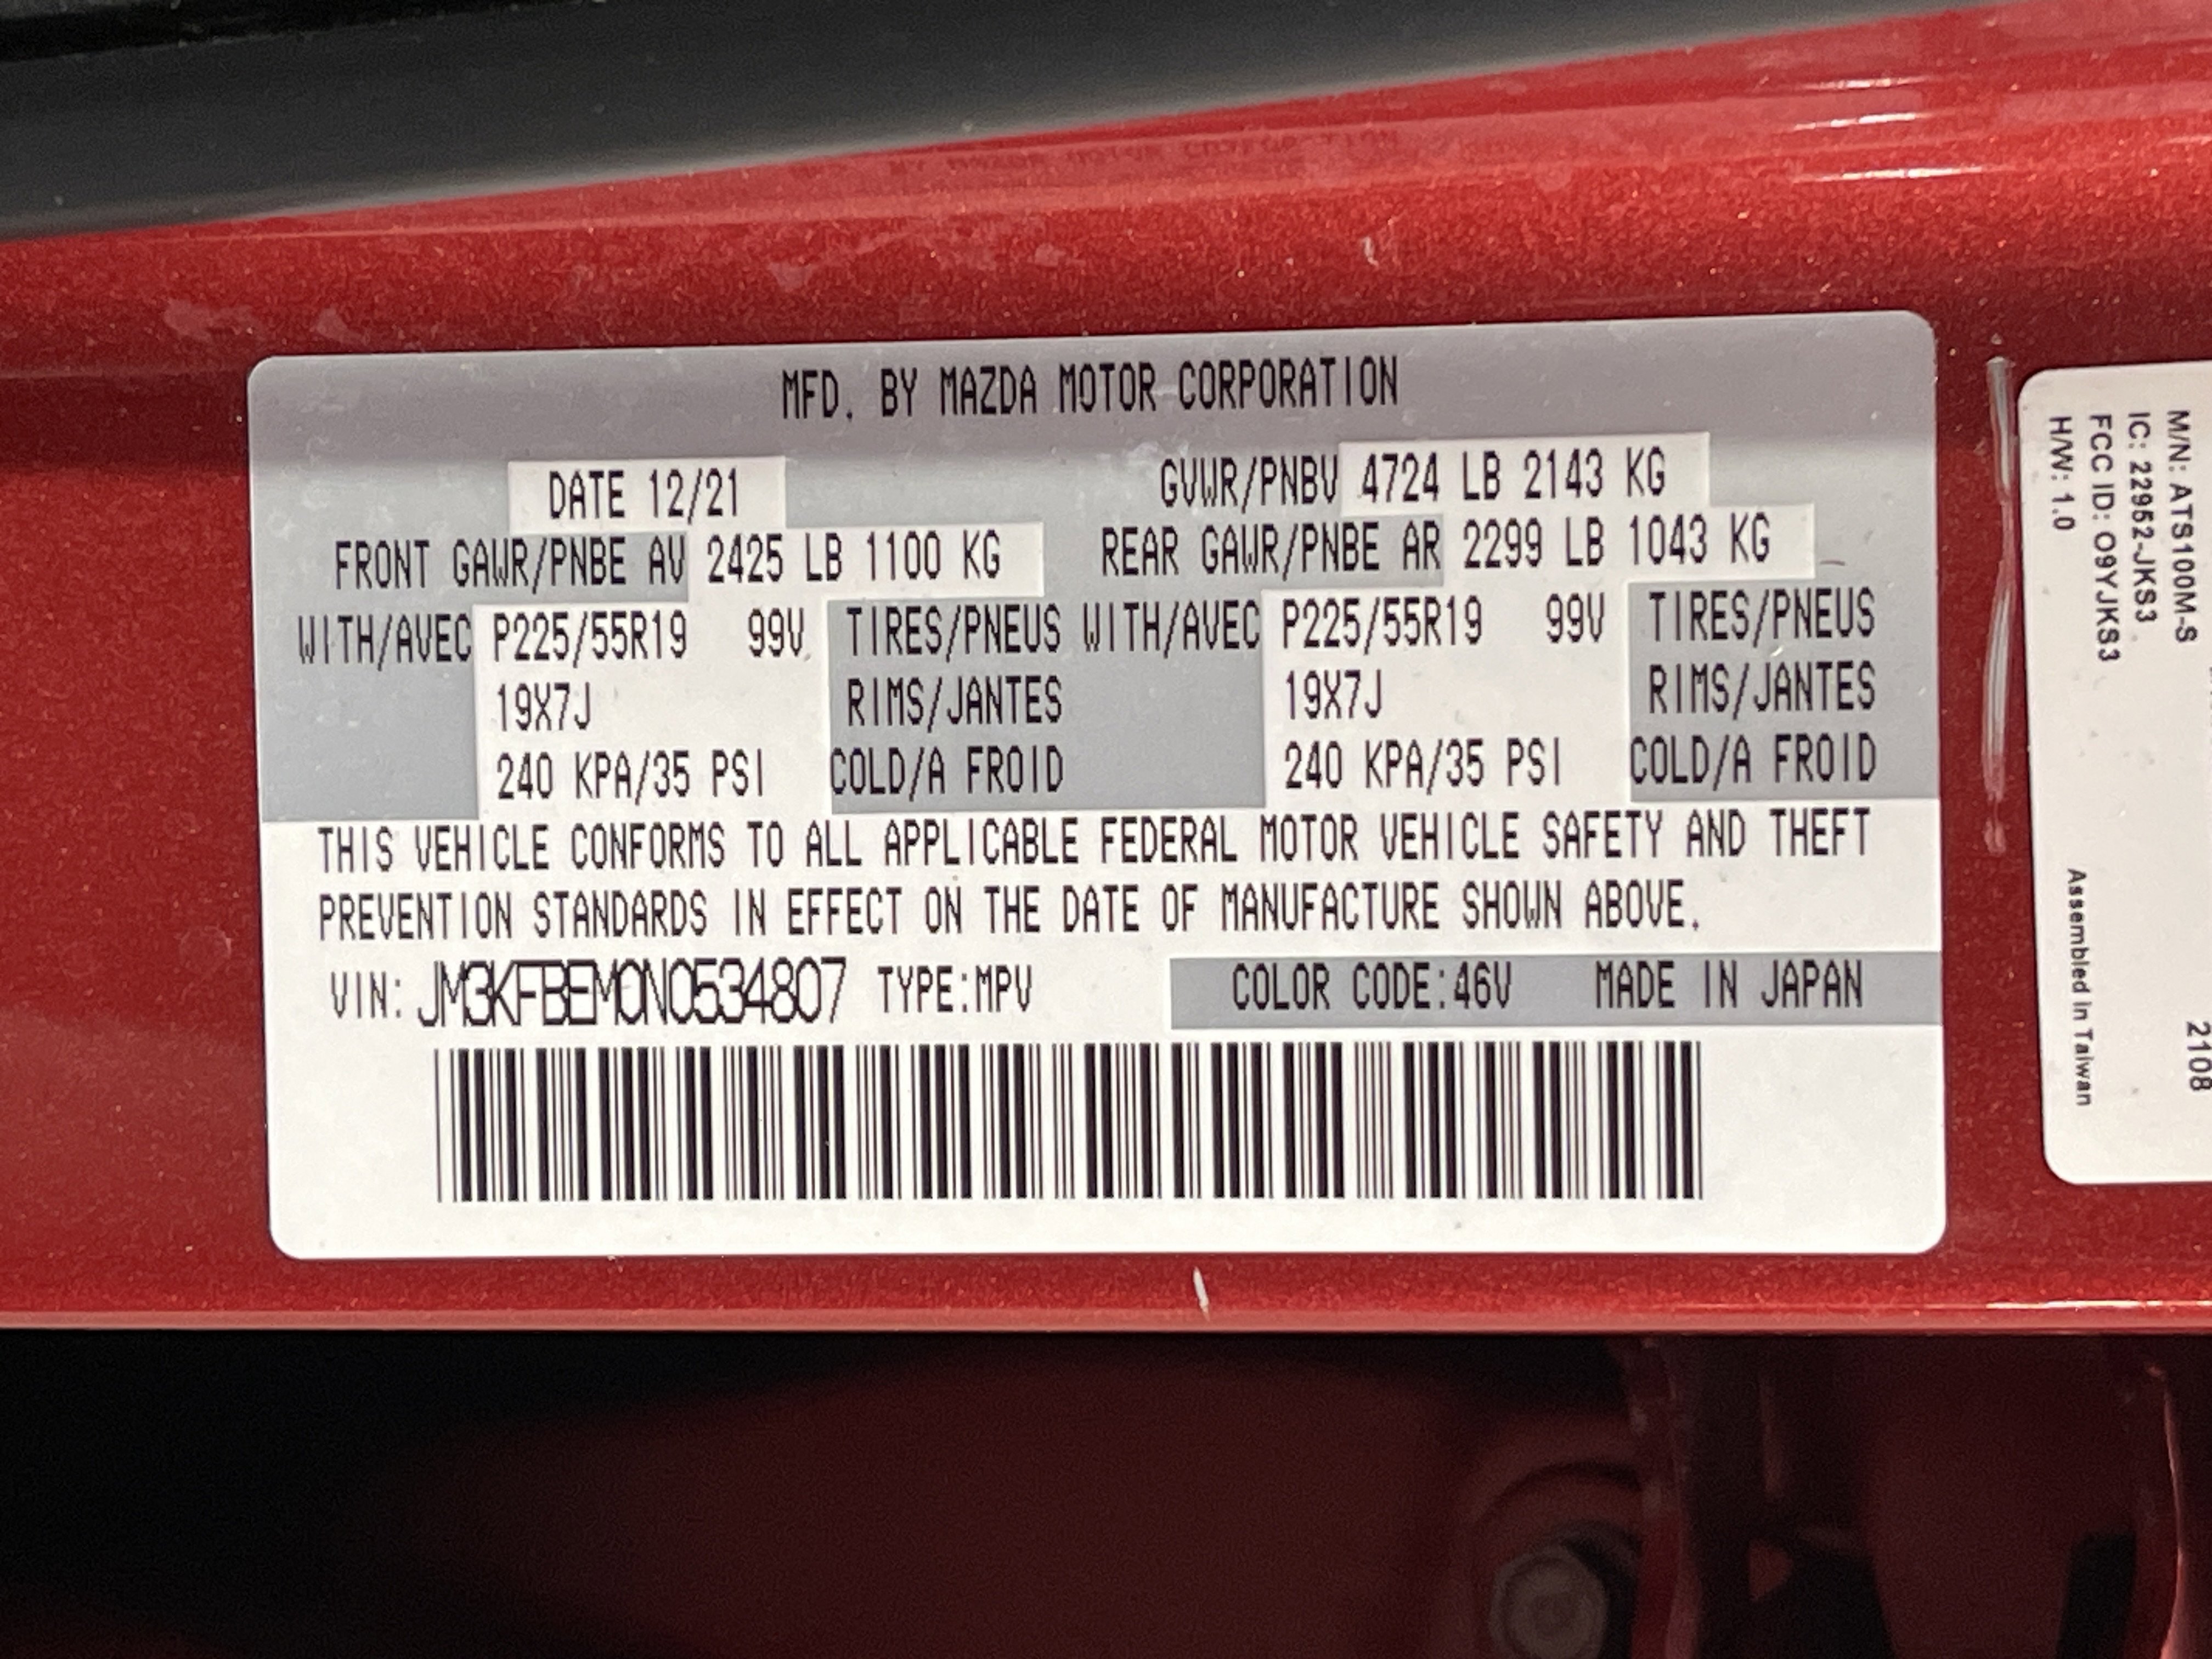 MFD. BY MAZDA MOTOR CORPORATION
DATE 12/21 GVWR/PNBV 4724 LB 2143 KG
FRONT GAWR/PNBE AV 2425 LB 1100 KG REAR GAWR/PNBE AR 2299 LB 1043 KG
WITH/AVEC P225/55R19 99V TIRES/PNEUS WITH/AVEC P225/55R19 99V TIRES/PNEUS
19X7J RIMS/JANTES 19X7J RIMS/JANTES
240 KPA/35 PSI COLD/A FROID 240 KPA/35 PSI COLD/A FROID
THIS VEHICLE CONFORMS TO ALL APPLICABLE FEDERAL MOTOR VEHICLE SAFETY AND THEFT
PREVENTION STANDARDS IN EFFECT ON THE DATE OF MANUFACTURE SHOWN ABOVE.
VIN: JM3KFBEM0N0534807 TYPE:MPV COLOR CODE:46V MADE IN JAPAN
M/N: ATS100M-S
IC: 22952-JKS3
FCC ID: O9YJKS3
H/W: 1.0
Assembled in Taiwan
2108